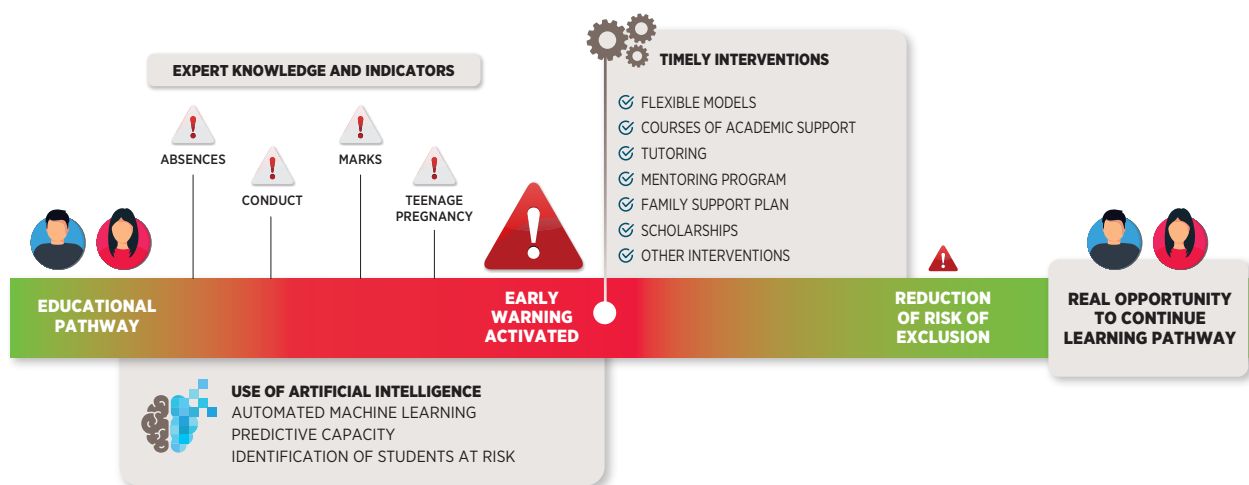 EXPERT KNOWLEDGE AND INDICATORS
ABSENCES
CONDUCT
MARKS
TEENAGE
PREGNANCY
TIMELY INTERVENTIONS
FLEXIBLE MODELS
COURSES OF ACADEMIC SUPPORT
TUTORING
MENTORING PROGRAM
FAMILY SUPPORT PLAN
SCHOLARSHIPS
OTHER INTERVENTIONS
EDUCATIONAL
PATHWAY
EARLY
WARNING
ACTIVATED
REDUCTION
OF RISK OF
EXCLUSION
REAL OPPORTUNITY
TO CONTINUE
LEARNING PATHWAY
USE OF ARTIFICIAL INTELLIGENCE
AUTOMATED MACHINE LEARNING
PREDICTIVE CAPACITY
IDENTIFICATION OF STUDENTS AT RISK